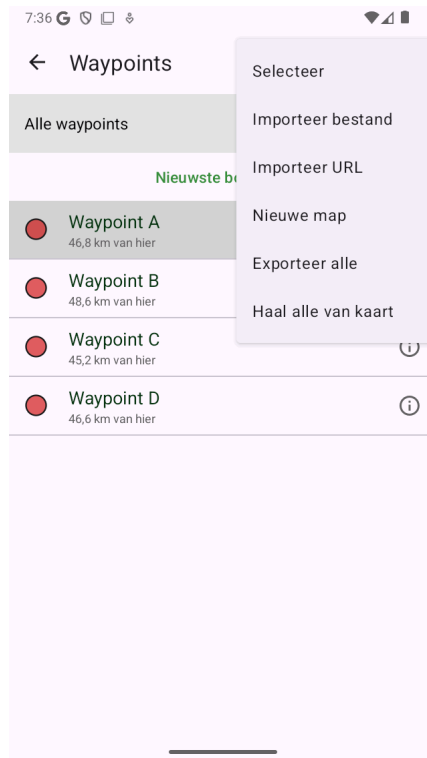 7:36
Waypoints
Selecteer
Alle waypoints
Importeer bestand
Importeer URL
Nieuwste
Nieuwe map
Waypoint A
46,8 km van hier
Exporteer alle
Waypoint B
48,6 km van hier
Haal alle van kaart
Waypoint C
45,2 km van hier
Waypoint D
46,6 km van hier